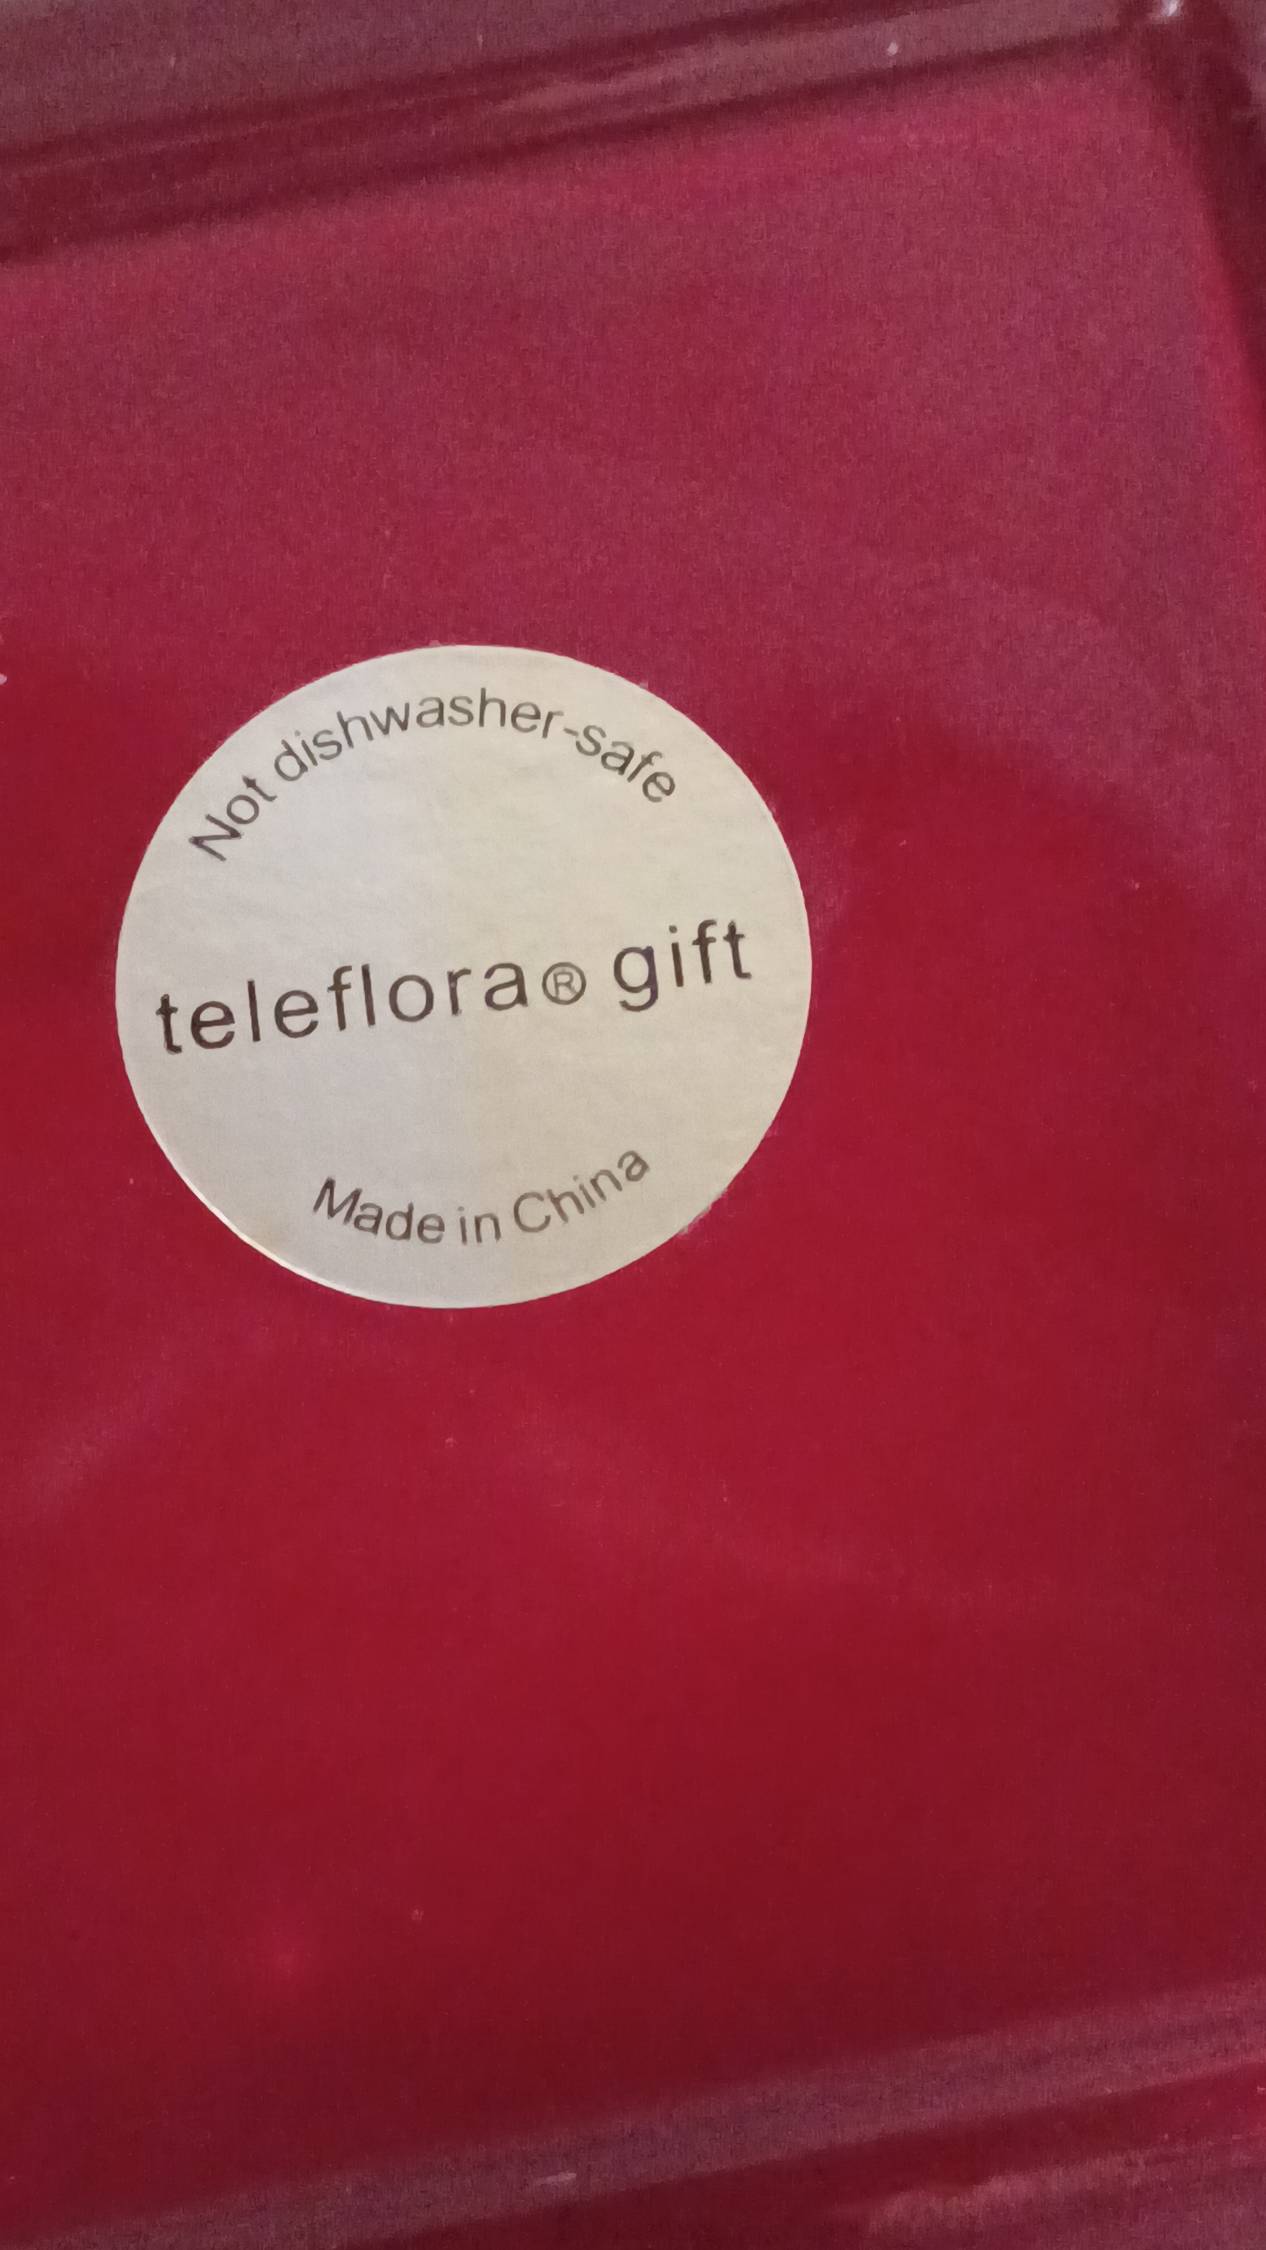 Not dishwasher-safe
teleflora® gift
Made in China